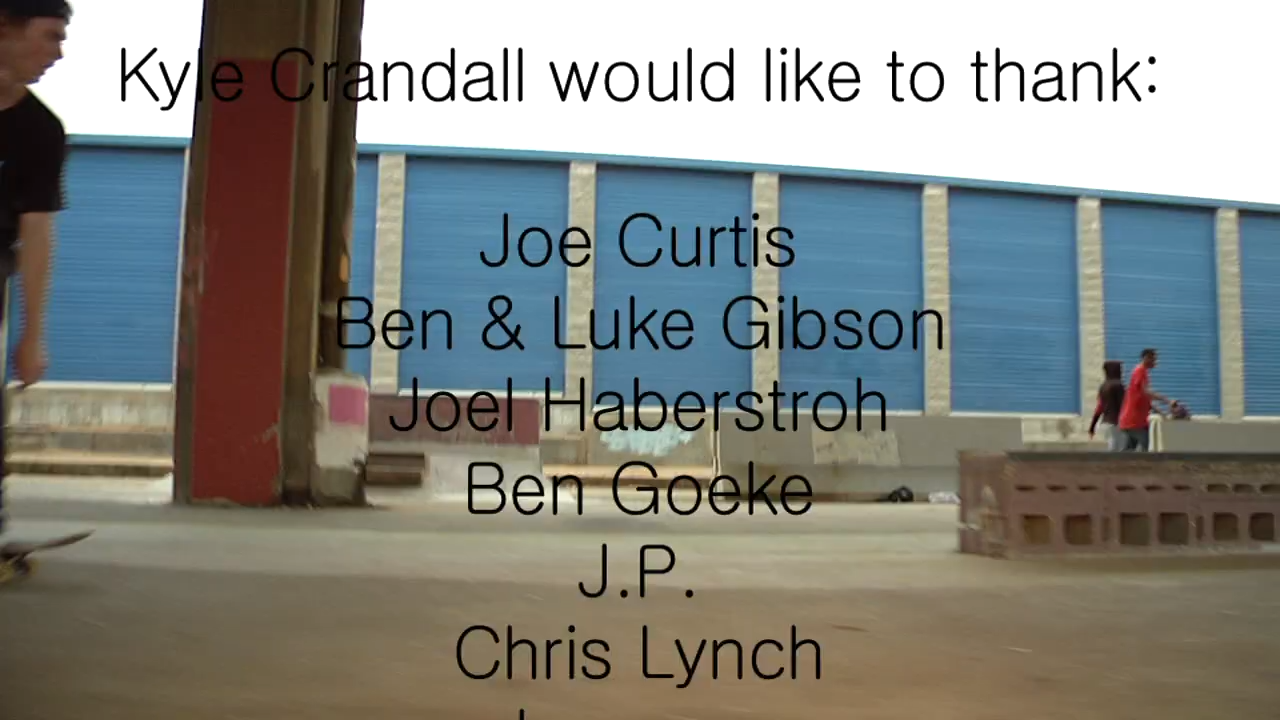 Kyle Crandall would like to thank:
Joe Curtis
Ben & Luke Gibson
Joel Haberstroh
Ben Goeke
J.P.
Chris Lynch